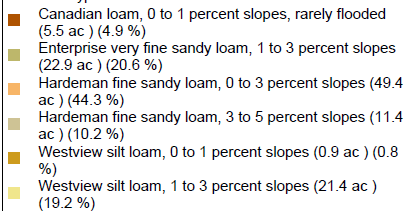 Canadian loam, 0 to 1 percent slopes, rarely flooded
(5.5 ac ) (4.9 %)
Enterprise very fine sandy loam, 1 to 3 percent slopes
(22.9 ac ) (20.6 %)
Hardeman fine sandy loam, 0 to 3 percent slopes (49.4
ac ) (44.3 %)
Hardeman fine sandy loam, 3 to 5 percent slopes (11.4
ac ) (10.2 %)
Westview silt loam, 0 to 1 percent slopes (0.9 ac ) (0.8
%)
Westview silt loam, 1 to 3 percent slopes (21.4 ac )
(19.2 %)